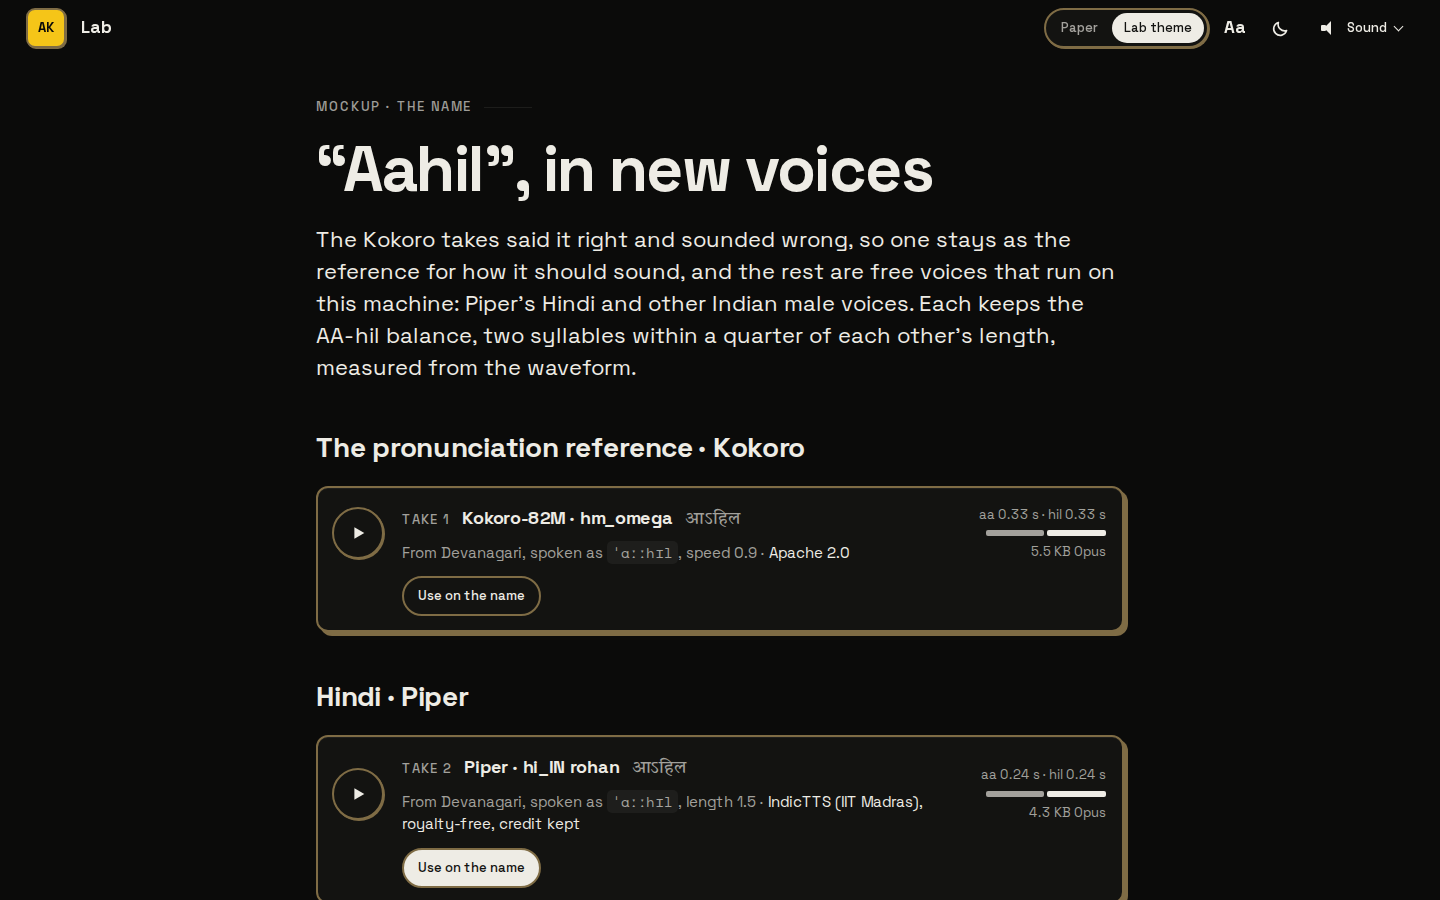 AK Lab Paper Lab theme Aa Sound
MOCKUP · THE NAME
“Aahil”, in new voices
The Kokoro takes said it right and sounded wrong, so one stays as the
reference for how it should sound, and the rest are free voices that run on
this machine: Piper’s Hindi and other Indian male voices. Each keeps the
AA-hil balance, two syllables within a quarter of each other’s length,
measured from the waveform.
The pronunciation reference · Kokoro
TAKE 1 Kokoro-82M · hm_omega आऽहिल
From Devanagari, spoken as ˈɑːːhɪl, speed 0.9 · Apache 2.0
Use on the name
aa 0.33 s · hil 0.33 s
5.5 KB Opus
Hindi · Piper
TAKE 2 Piper · hi_IN rohan आऽहिल
From Devanagari, spoken as ˈɑːːhɪl, length 1.5 · IndicTTS (IIT Madras),
royalty-free, credit kept
Use on the name
aa 0.24 s · hil 0.24 s
4.3 KB Opus